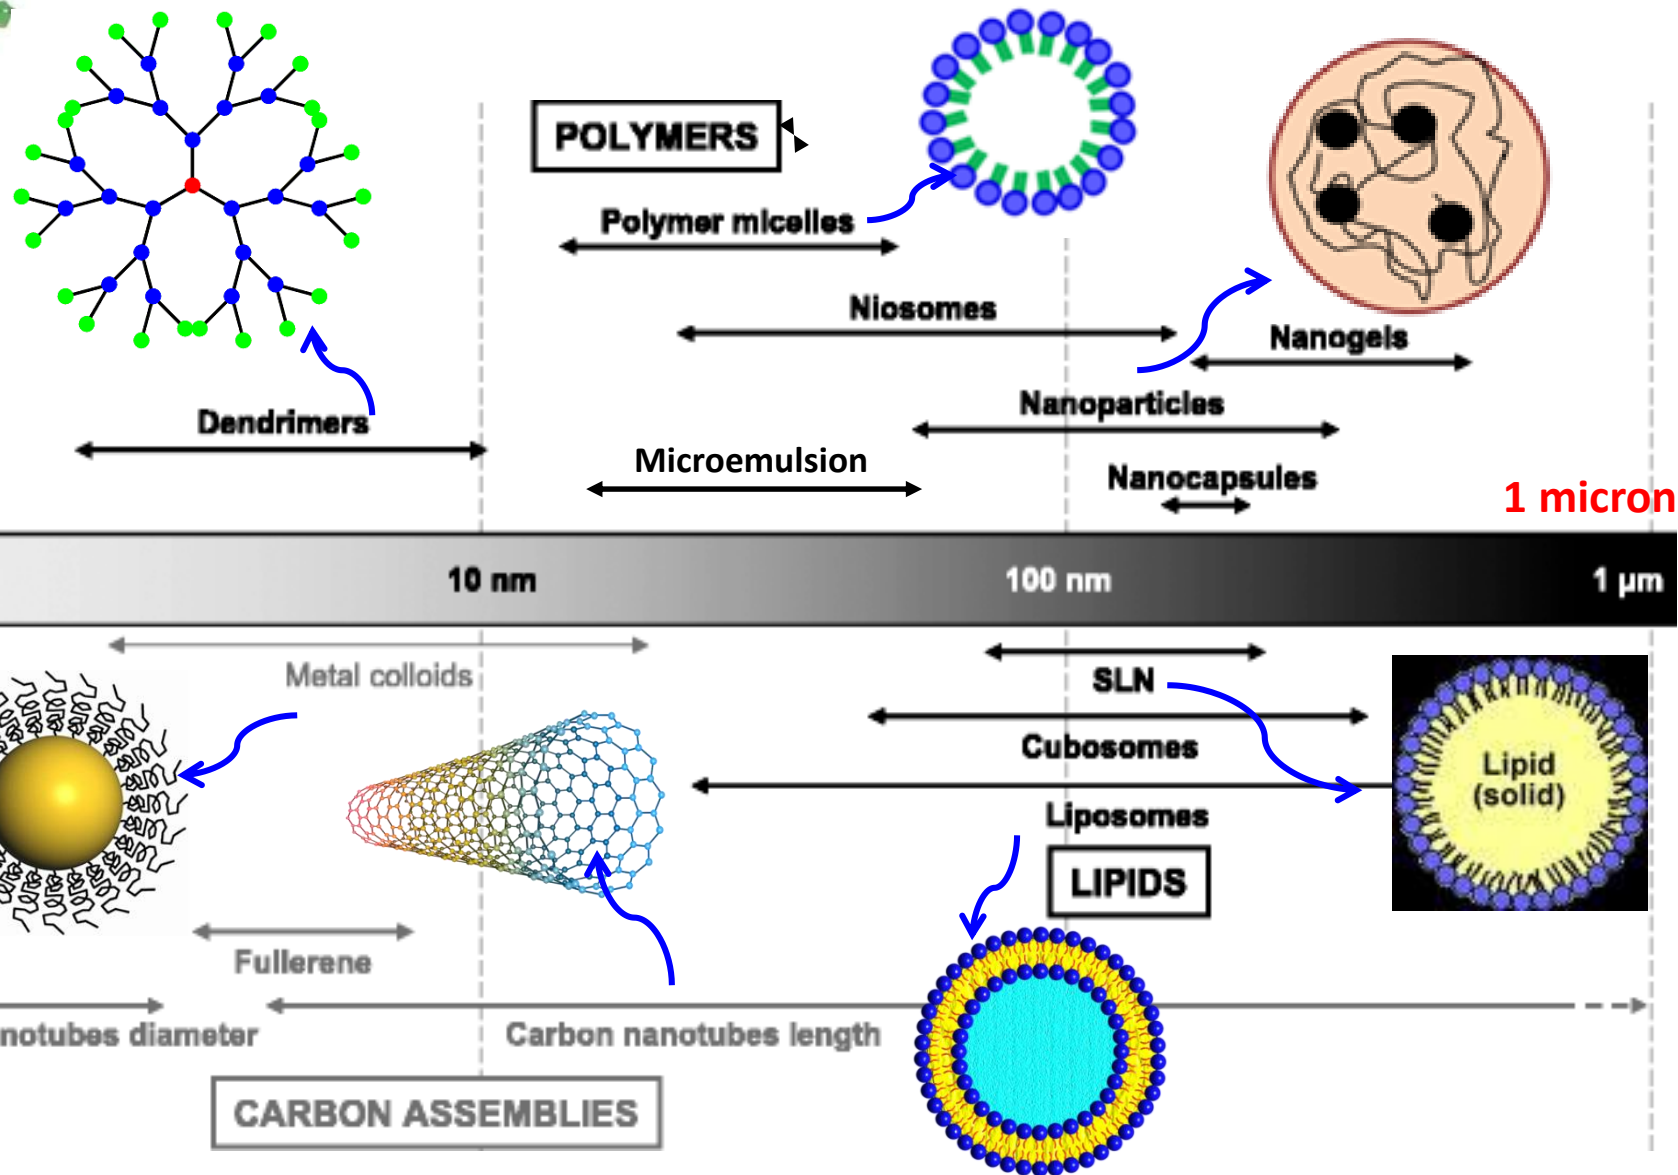 POLYMERS
Polymer micelles
Niosomes
Nanogels
Nanoparticles
Dendrimers
Microemulsion
Nanocapsules
1 micron
10 nm
100 nm
1 µm
Metal colloids
SLN
Cubosomes
Lipid
(solid)
Liposomes
LIPIDS
Fullerene
notubes diameter
Carbon nanotubes length
CARBON ASSEMBLIES